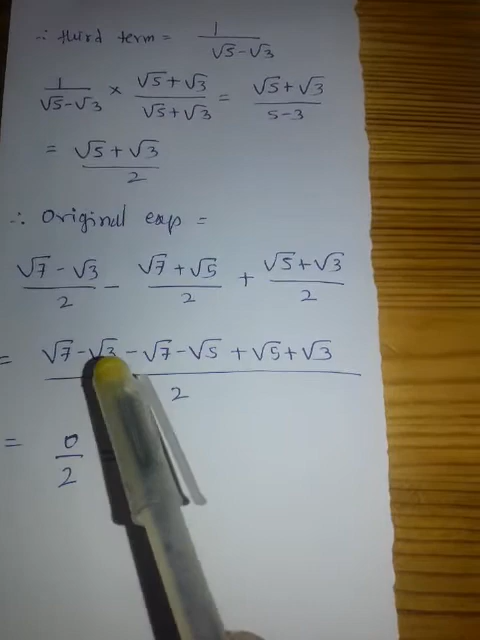 ∴ third term = 1/(√5-√3)
1/(√5-√3) × (√5+√3)/(√5+√3) = (√5+√3)/(5-3)
= (√5+√3)/2
∴ Original exp =
(√7-√3)/2 - (√7+√5)/2 + (√5+√3)/2
= (√7-√3-√7-√5+√5+√3)/2
= 0/2